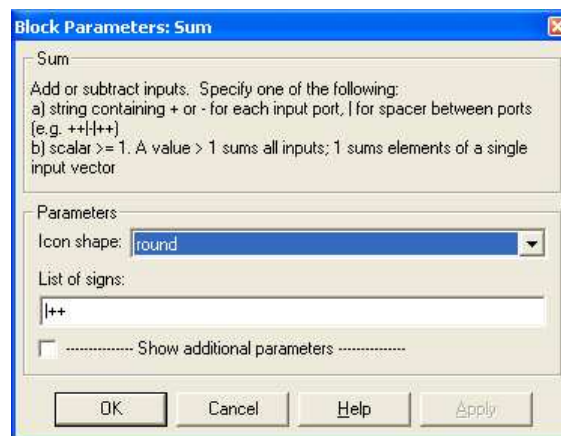 Block Parameters: Sum
Sum
Add or subtract inputs. Specify one of the following:
a) string containing + or - for each input port, | for spacer between ports
(e.g. ++|-|++)
b) scalar >= 1. A value > 1 sums all inputs; 1 sums elements of a single
input vector
Parameters
Icon shape: round
List of signs:
|++
-------------- Show additional parameters --------------
OK Cancel Help Apply